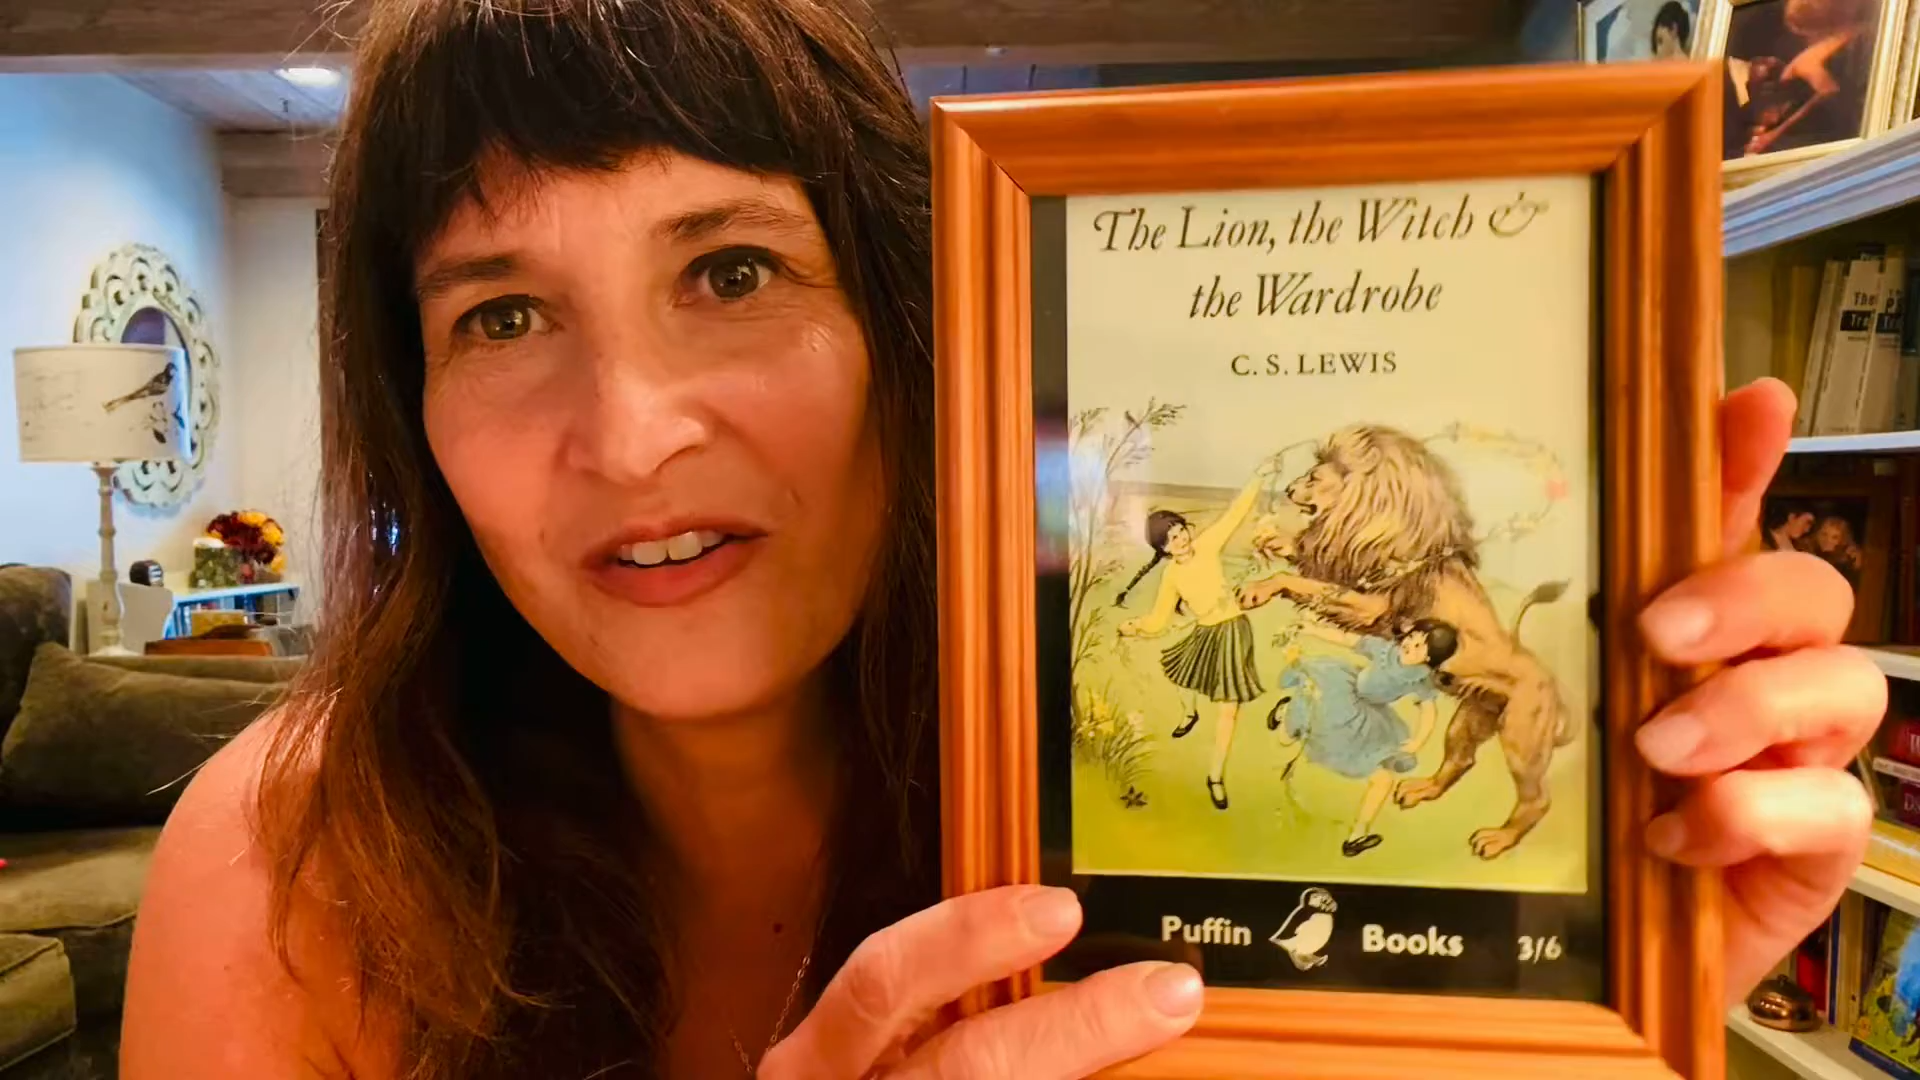 The Lion, the Witch &
the Wardrobe
C. S. LEWIS
Puffin Books 3/6